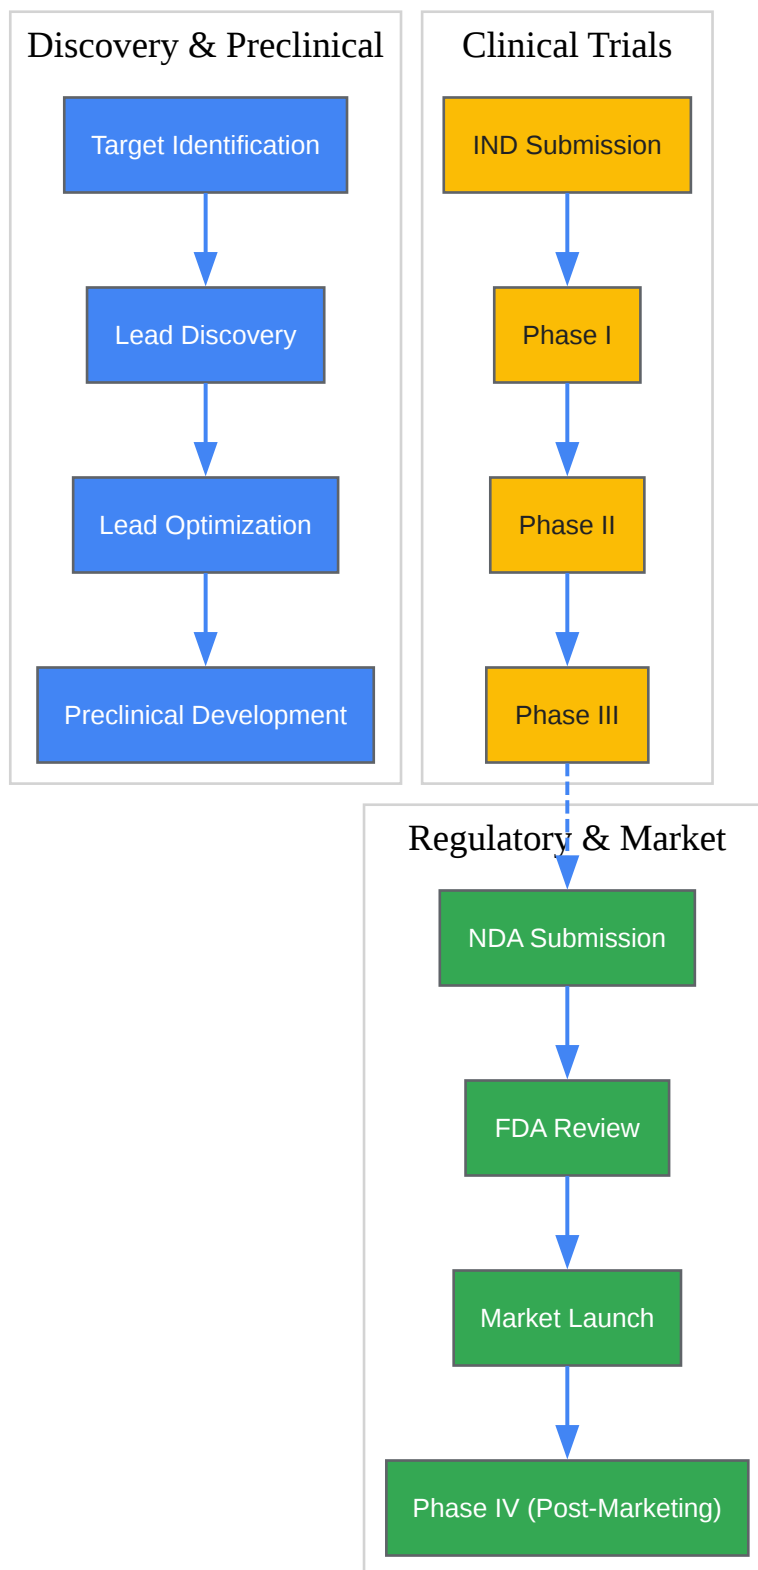 Discovery & Preclinical
Target Identification
Lead Discovery
Lead Optimization
Preclinical Development
Clinical Trials
IND Submission
Phase I
Phase II
Phase III
Regulatory & Market
NDA Submission
FDA Review
Market Launch
Phase IV (Post-Marketing)